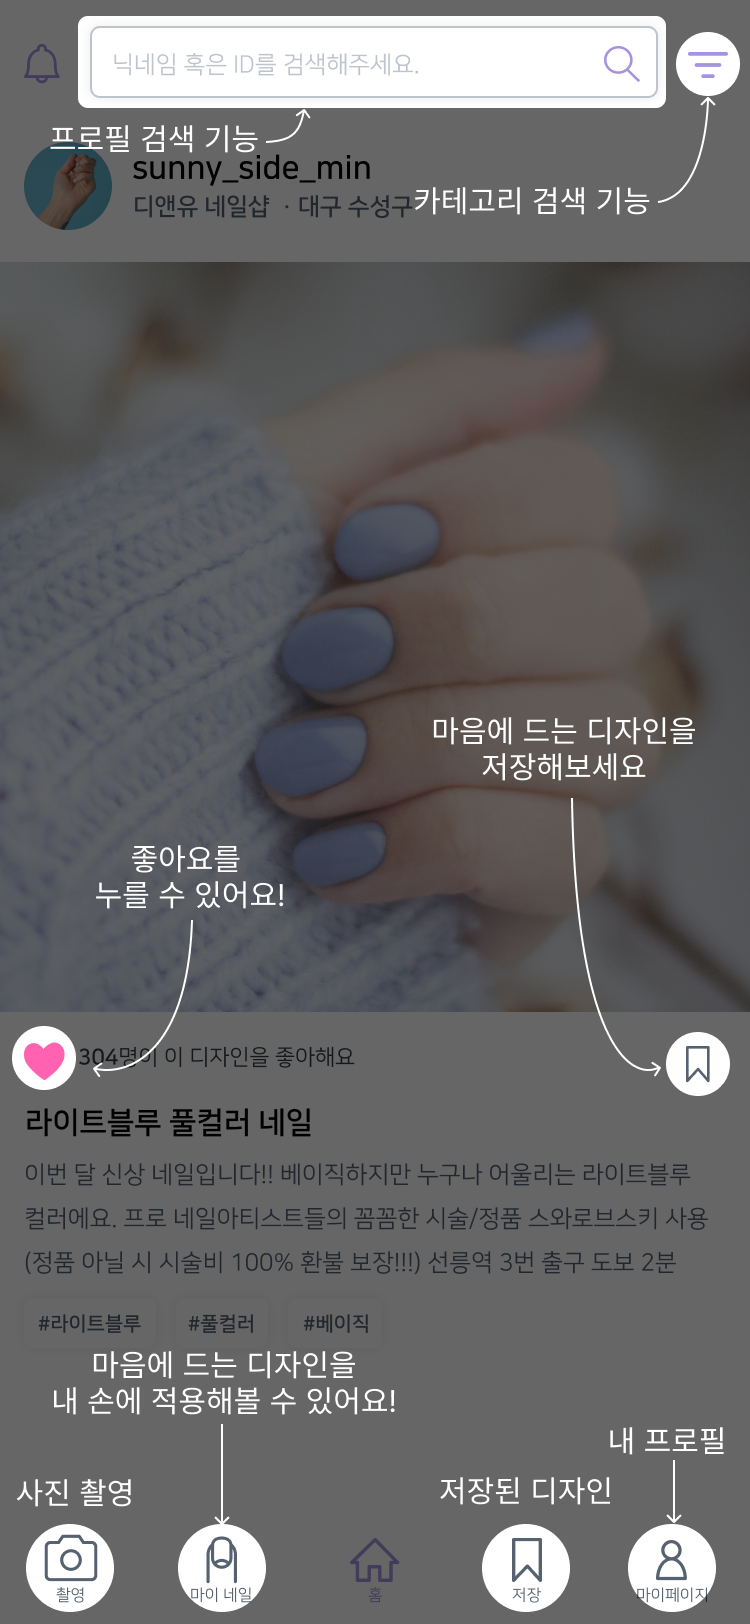 닉네임 혹은 ID를 검색해주세요.
프로필 검색 기능
sunny_side_min
디앤유 네일샵 · 대구 수성구
카테고리 검색 기능
마음에 드는 디자인을
저장해보세요
좋아요를
누를 수 있어요!
304명이 이 디자인을 좋아해요
라이트블루 풀컬러 네일
이번 달 신상 네일입니다!! 베이직하지만 누구나 어울리는 라이트블루
컬러에요. 프로 네일아티스트들의 꼼꼼한 시술/정품 스와로브스키 사용
(정품 아닐 시 시술비 100% 환불 보장!!!) 선릉역 3번 출구 도보 2분
#라이트블루 #풀컬러 #베이직
마음에 드는 디자인을
내 손에 적용해볼 수 있어요!
내 프로필
사진 촬영
저장된 디자인
촬영 마이 네일 홈 저장 마이페이지